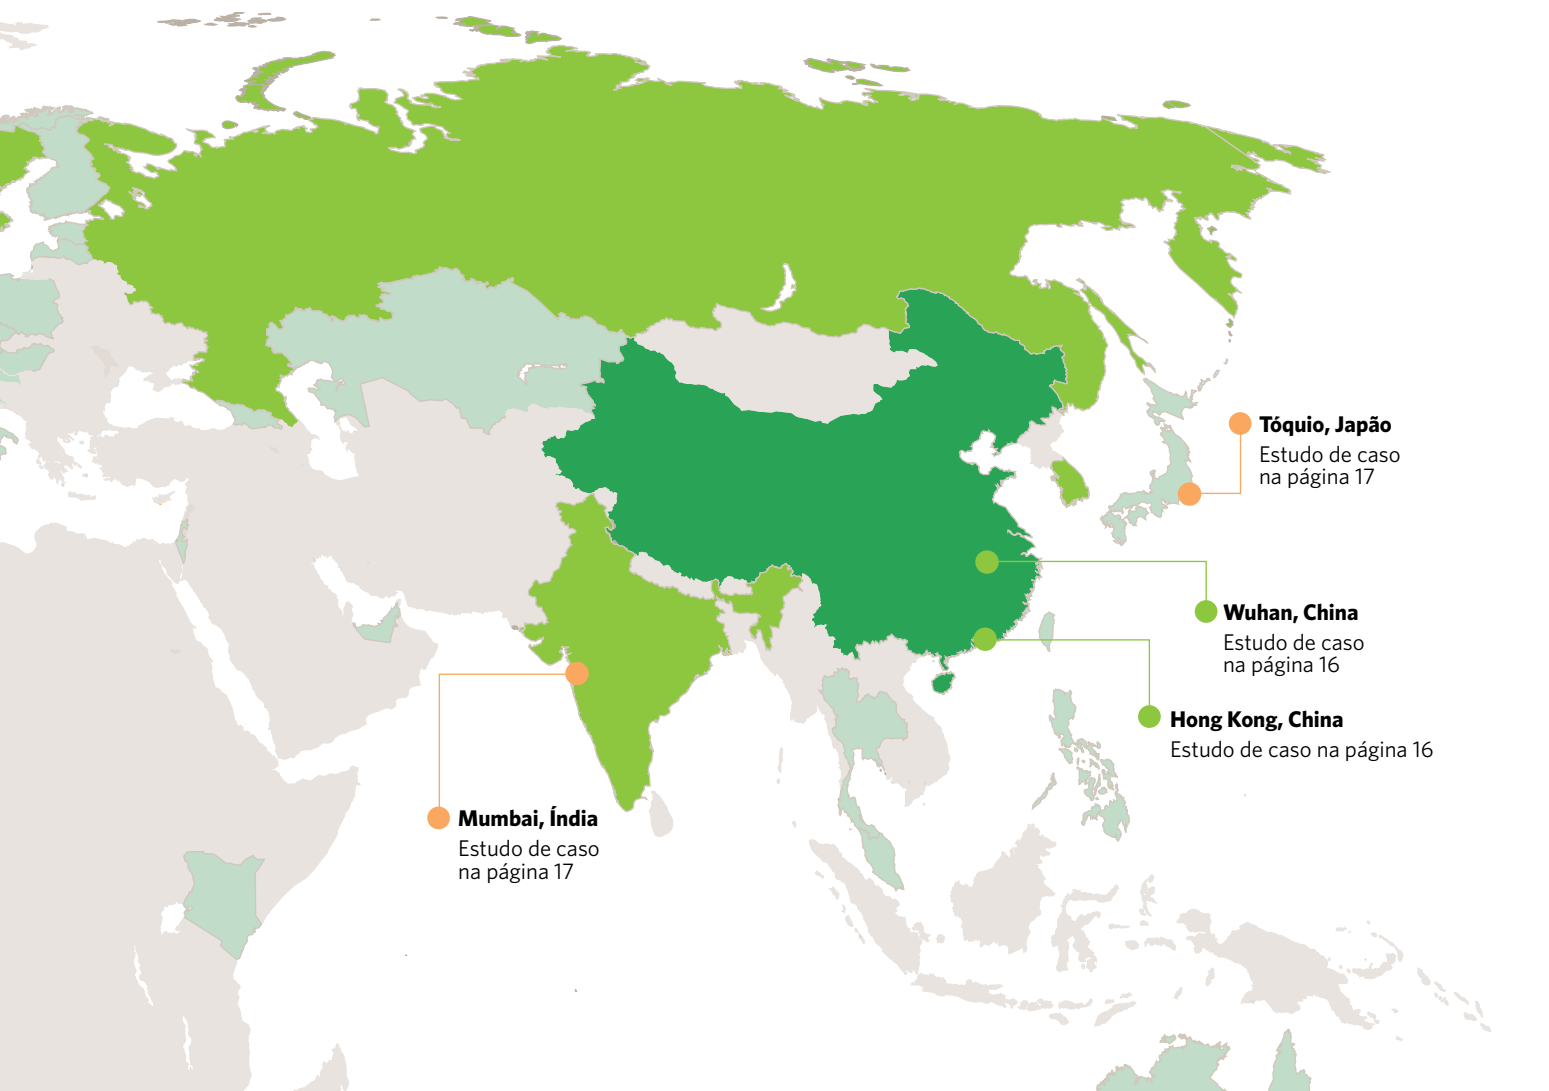 Tóquio, Japão
Estudo de caso
na página 17
Wuhan, China
Estudo de caso
na página 16
Hong Kong, China
Estudo de caso na página 16
Mumbai, Índia
Estudo de caso
na página 17